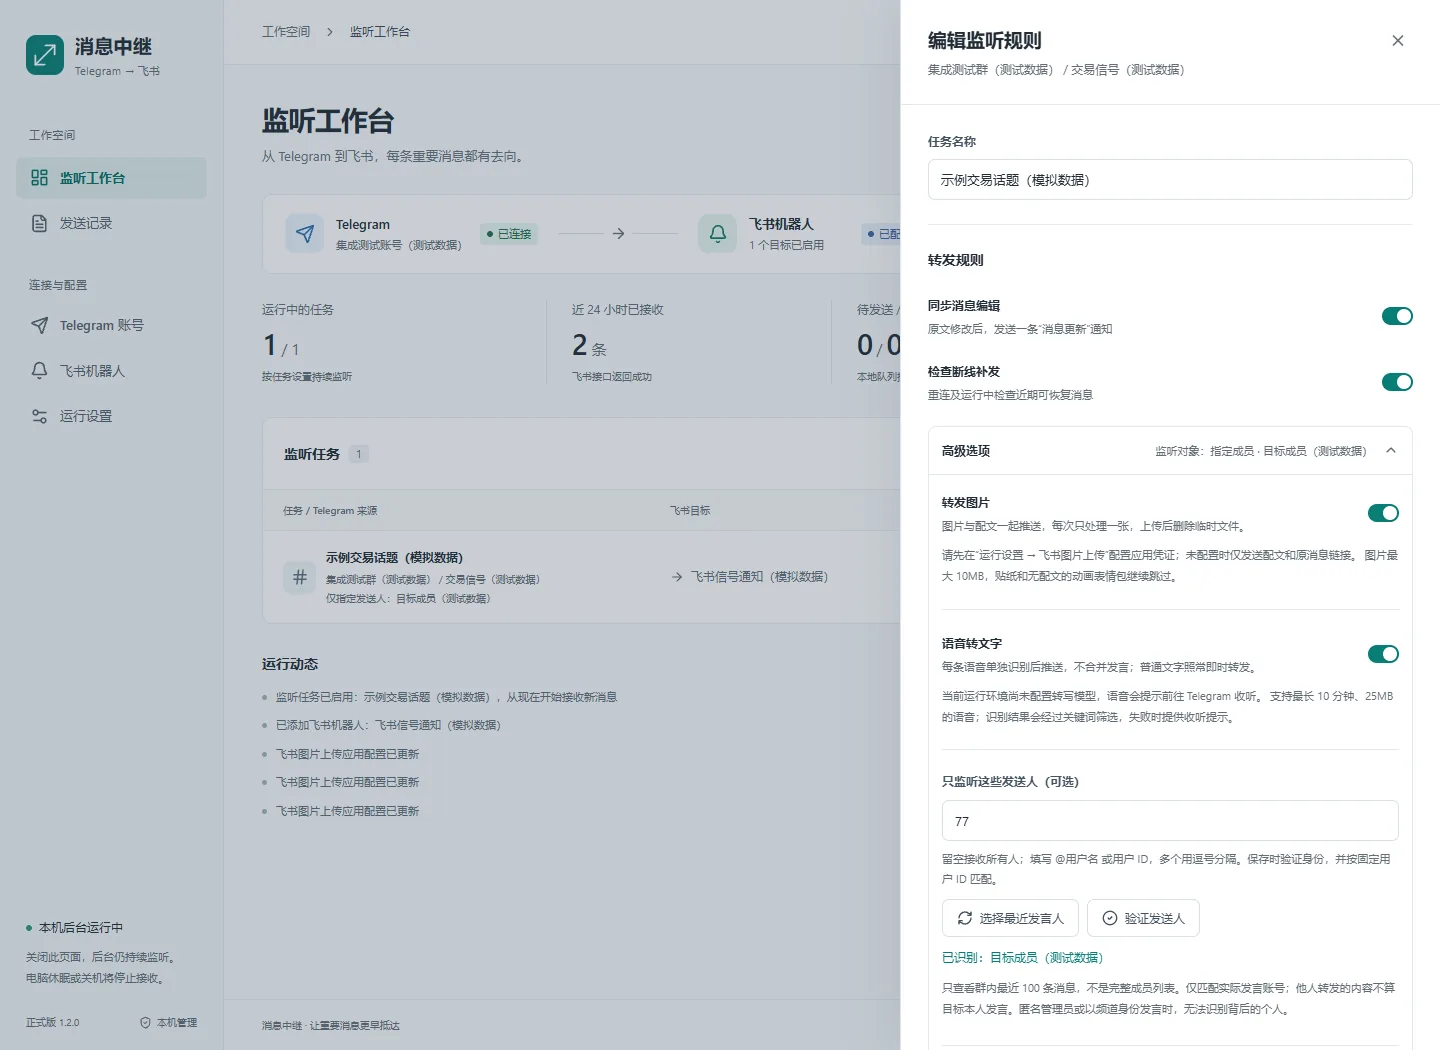 消息中继
Telegram → 飞书
工作空间
监听工作台
发送记录
连接与配置
Telegram 账号
飞书机器人
运行设置
本机后台运行中
关闭此页面，后台仍持续监听。
电脑休眠或关机将停止接收。
正式版 1.2.0
本机管理
工作空间 > 监听工作台
监听工作台
从 Telegram 到飞书，每条重要消息都有去向。
Telegram
集成测试账号（测试数据）
已连接
飞书机器人
1 个目标已启用
已配
运行中的任务
1 / 1
按任务设置持续监听
近 24 小时已接收
2 条
飞书接口返回成功
待发送 /
0 / 0
本地队列
监听任务 1
任务 / Telegram 来源
飞书目标
示例交易话题（模拟数据）
集成测试群（测试数据） / 交易信号（测试数据）
仅指定发送人：目标成员（测试数据）
→ 飞书信号通知（模拟数据）
运行动态
监听任务已启用：示例交易话题（模拟数据），从现在开始接收新消息
已添加飞书机器人：飞书信号通知（模拟数据）
飞书图片上传应用配置已更新
飞书图片上传应用配置已更新
飞书图片上传应用配置已更新
消息中继 · 让重要消息更早抵达
编辑监听规则
集成测试群（测试数据） / 交易信号（测试数据）
任务名称
示例交易话题（模拟数据）
转发规则
同步消息编辑
原文修改后，发送一条“消息更新”通知
检查断线补发
重连及运行中检查近期可恢复消息
高级选项
监听对象：指定成员 · 目标成员（测试数据）
转发图片
图片与配文一起推送，每次只处理一张，上传后删除临时文件。
请先在“运行设置 → 飞书图片上传”配置应用凭证；未配置时仅发送配文和原消息链接。 图片最
大 10MB，贴纸和无配文的动画表情包继续跳过。
语音转文字
每条语音单独识别后推送，不合并发言；普通文字照常即时转发。
当前运行环境尚未配置转写模型，语音会提示前往 Telegram 收听。 支持最长 10 分钟、25MB
的语音；识别结果会经过关键词筛选，失败时提供收听提示。
只监听这些发送人（可选）
77
留空接收所有人；填写 @用户名 或用户 ID，多个用逗号分隔。保存时验证身份，并按固定用
户 ID 匹配。
选择最近发言人
验证发送人
已识别：目标成员（测试数据）
只查看群内最近 100 条消息，不是完整成员列表。仅匹配实际发言账号；他人转发的内容不算
目标本人发言。匿名管理员或以频道身份发言时，无法识别背后的个人。